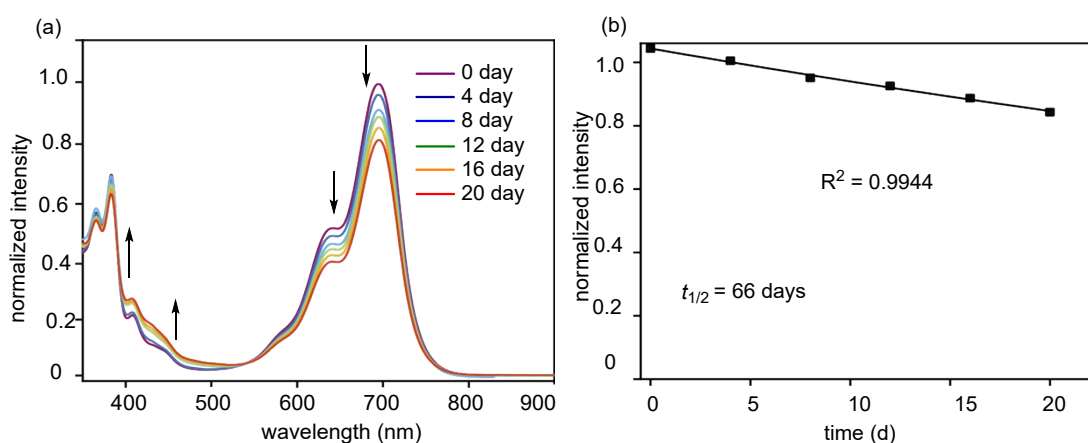 (a)
normalized intensity
1.0
0.8
0.6
0.4
0.2
0
400
500
600
700
800
900
wavelength (nm)
0 day
4 day
8 day
12 day
16 day
20 day
(b)
normalized intensity
1.0
0.8
0.6
0.4
0.2
0
0
5
10
15
20
time (d)
R² = 0.9944
t1/2 = 66 days